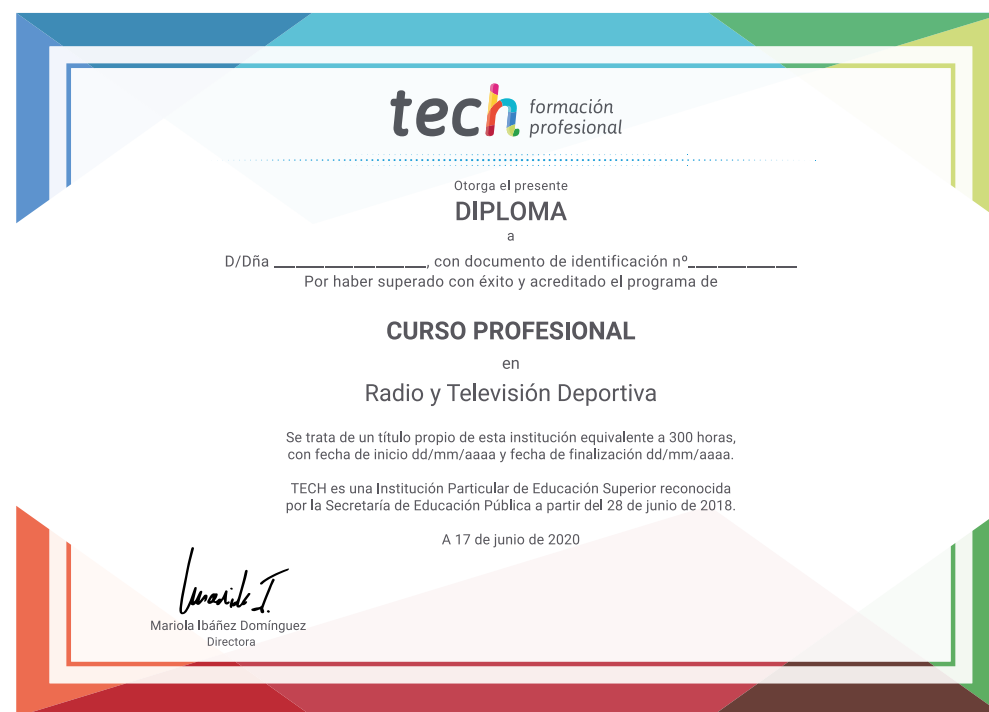 tech formación
profesional
Otorga el presente
DIPLOMA
a
D/Dña ______________, con documento de identificación nº__________
Por haber superado con éxito y acreditado el programa de
CURSO PROFESIONAL
en
Radio y Televisión Deportiva
Se trata de un título propio de esta institución equivalente a 300 horas,
con fecha de inicio dd/mm/aaaa y fecha de finalización dd/mm/aaaa.
TECH es una Institución Particular de Educación Superior reconocida
por la Secretaría de Educación Pública a partir del 28 de junio de 2018.
A 17 de junio de 2020
Mariola Ibáñez Domínguez
Directora